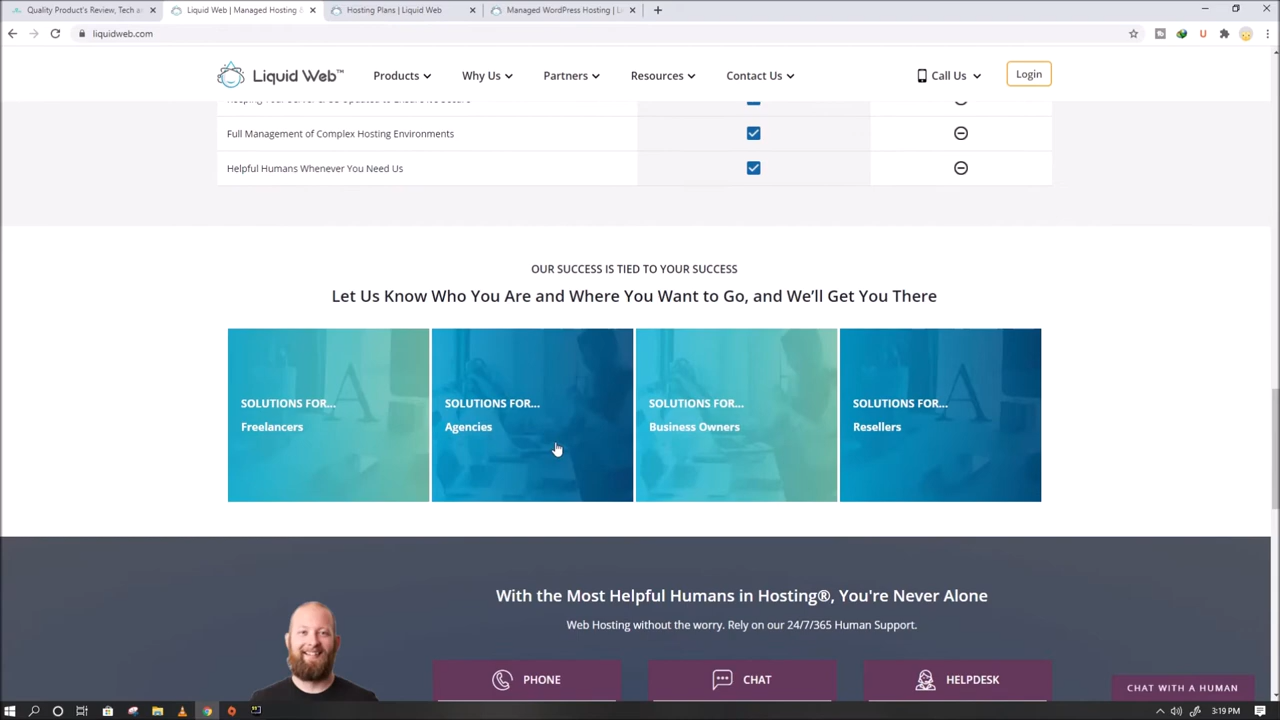 Quality Product's Review, Tech a
Liquid Web | Managed Hosting &
Hosting Plans | Liquid Web
Managed WordPress Hosting | L
liquidweb.com
Liquid Web™
Products
Why Us
Partners
Resources
Contact Us
Call Us
Login
Full Management of Complex Hosting Environments
Helpful Humans Whenever You Need Us
OUR SUCCESS IS TIED TO YOUR SUCCESS
Let Us Know Who You Are and Where You Want to Go, and We'll Get You There
SOLUTIONS FOR...
Freelancers
SOLUTIONS FOR...
Agencies
SOLUTIONS FOR...
Business Owners
SOLUTIONS FOR...
Resellers
With the Most Helpful Humans in Hosting®, You're Never Alone
Web Hosting without the worry. Rely on our 24/7/365 Human Support.
PHONE
CHAT
HELPDESK
CHAT WITH A HUMAN
3:19 PM